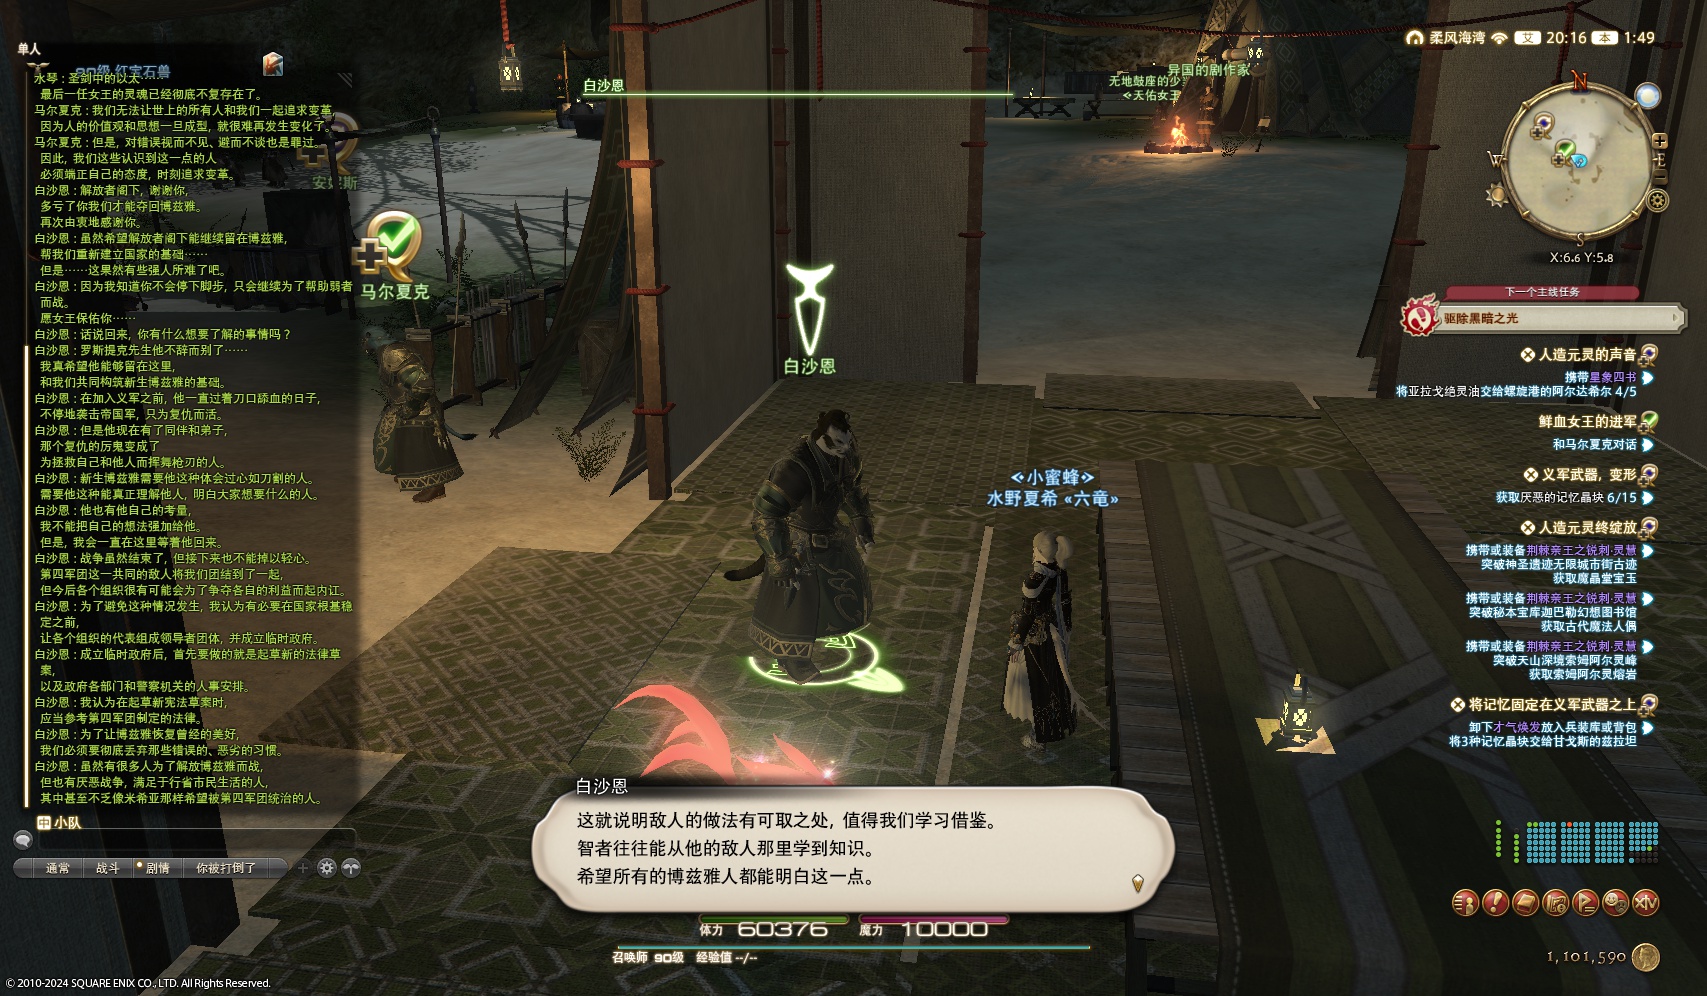 单人
90级 红宝石兽
水琴：圣剑中的以太……
最后一任女王的灵魂已经彻底不复存在了。
马尔夏克：我们无法让世上的所有人和我们一起追求变革，
因为人的价值观和思想一旦成型，就很难再发生变化了。
马尔夏克：但是，对错误视而不见、避而不谈也是罪过。
因此，我们这些认识到这一点的人
必须端正自己的态度，时刻追求变革。
白沙恩：解放者阁下，谢谢你，
多亏了你我们才能夺回博兹雅。
再次由衷地感谢你。
白沙恩：虽然希望解放者阁下能继续留在博兹雅，
帮我们重新建立国家的基础……
但是……这果然有些强人所难了吧。
白沙恩：因为我知道你不会停下脚步，只会继续为了帮助弱者
而战。
愿女王保佑你……
白沙恩：话说回来，你有什么想要了解的事情吗？
白沙恩：罗斯提克先生他不辞而别了……
我真希望他能够留在这里，
和我们共同构筑新生博兹雅的基础。
白沙恩：在加入义军之前，他一直过着刀口舔血的日子，
不停地袭击帝国军，只为复仇而活。
白沙恩：但是他现在有了同伴和弟子，
那个复仇的厉鬼变成了
为拯救自己和他人而挥舞枪刃的人。
白沙恩：新生博兹雅需要他这种体会过心如刀割的人。
需要他这种能真正理解他人，明白大家想要什么的人。
白沙恩：他也有他自己的考量，
我不能把自己的想法强加给他。
但是，我会一直在这里等着他回来。
白沙恩：战争虽然结束了，但接下来也不能掉以轻心。
第四军团这一共同的敌人将我们团结到了一起，
但今后各个组织很有可能会为了争夺各自的利益而起内讧。
白沙恩：为了避免这种情况发生，我认为有必要在国家根基稳
定之前，
让各个组织的代表组成领导者团体，并成立临时政府。
白沙恩：成立临时政府后，首先要做的就是起草新的法律草
案，
以及政府各部门和警察机关的人事安排。
白沙恩：我认为在起草新宪法草案时，
应当参考第四军团制定的法律。
白沙恩：为了让博兹雅恢复曾经的美好，
我们必须要彻底丢弃那些错误的、恶劣的习惯。
白沙恩：虽然有很多人为了解放博兹雅而战，
但也有厌恶战争，满足于行省市民生活的人，
其中甚至不乏像米希亚那样希望被第四军团统治的人。
小队
通常 战斗 剧情 你被打倒了
安妮斯
马尔夏克
白沙恩
白沙恩
异国的剧作家
无地鼓座的少
天佑女王
《小蜜蜂》
水野夏希 «六竜»
柔风海湾 艾 20:16 本 1:49
N
W E
S
X:6.6 Y:5.8
下一个主线任务
驱除黑暗之光
人造元灵的声音
携带星象四书
将亚拉戈绝灵油交给螺旋港的阿尔达希尔 4/5
鲜血女王的进军
和马尔夏克对话
义军武器，变形
获取厌恶的记忆晶块 6/15
人造元灵终绽放
携带或装备荆棘亲王之锐刺·灵慧
突破神圣遗迹无限城市街古迹
获取魔晶堂宝玉
携带或装备荆棘亲王之锐刺·灵慧
突破秘本宝库迦巴勒幻想图书馆
获取古代魔法人偶
携带或装备荆棘亲王之锐刺·灵慧
突破天山深境索姆阿尔灵峰
获取索姆阿尔灵熔岩
将记忆固定在义军武器之上
卸下才气焕发放入兵装库或背包
将3种记忆晶块交给甘戈斯的兹拉坦
白沙恩
这就说明敌人的做法有可取之处，值得我们学习借鉴。
智者往往能从他的敌人那里学到知识。
希望所有的博兹雅人都能明白这一点。
体力 60376 魔力 10000
召唤师 90级 经验值 --/--
XIV
1,101,590
© 2010-2024 SQUARE ENIX CO., LTD. All Rights Reserved.